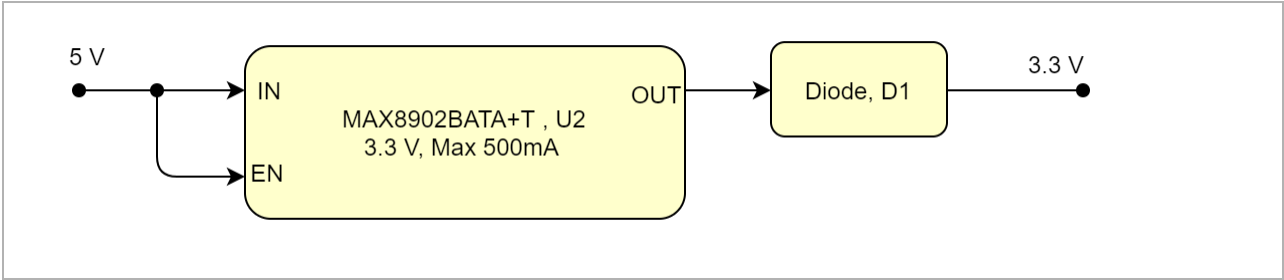 5 V
3.3 V
IN
OUT
Diode, D1
MAX8902BATA+T , U2
3.3 V, Max 500mA
EN